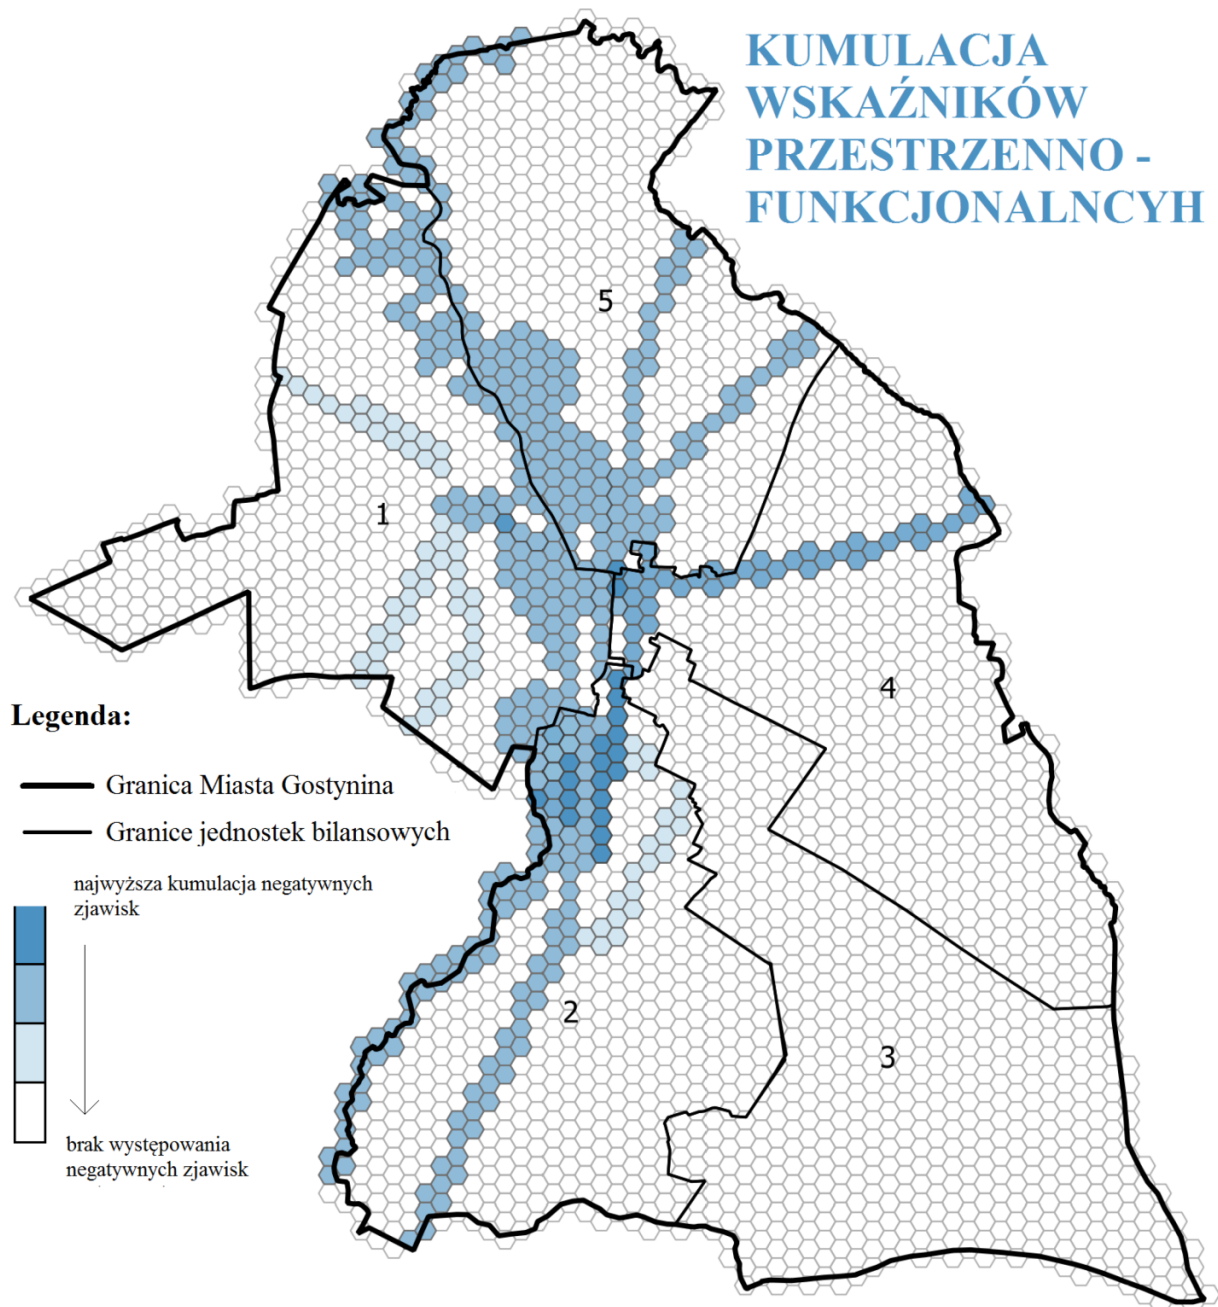 KUMULACJA
WSKAŹNIKÓW
PRZESTRZENNO -
FUNKCJONALNCYH
5
1
4
Legenda:
Granica Miasta Gostynina
Granice jednostek bilansowych
najwyższa kumulacja negatywnych
zjawisk
2
3
brak występowania
negatywnych zjawisk